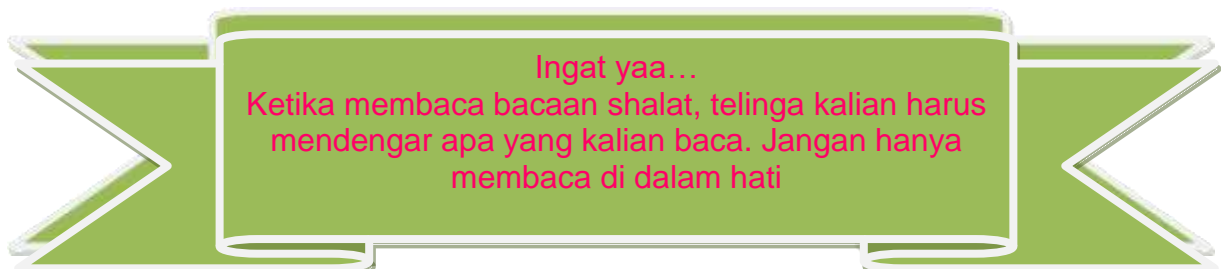 Ingat yaa…
Ketika membaca bacaan shalat, telinga kalian harus
mendengar apa yang kalian baca. Jangan hanya
membaca di dalam hati